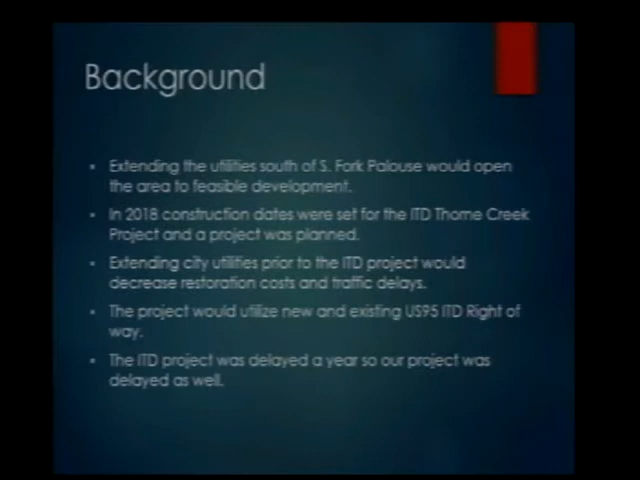 Background
• Extending the utilities south of S. Fork Palouse would open
the area to feasible development.
• In 2018 construction dates were set for the ITD Thorne Creek
Project and a project was planned.
• Extending city utilities prior to the ITD project would
decrease restoration costs and traffic delays.
• The project would utilize new and existing US95 ITD Right of
way.
• The ITD project was delayed a year so our project was
delayed as well.